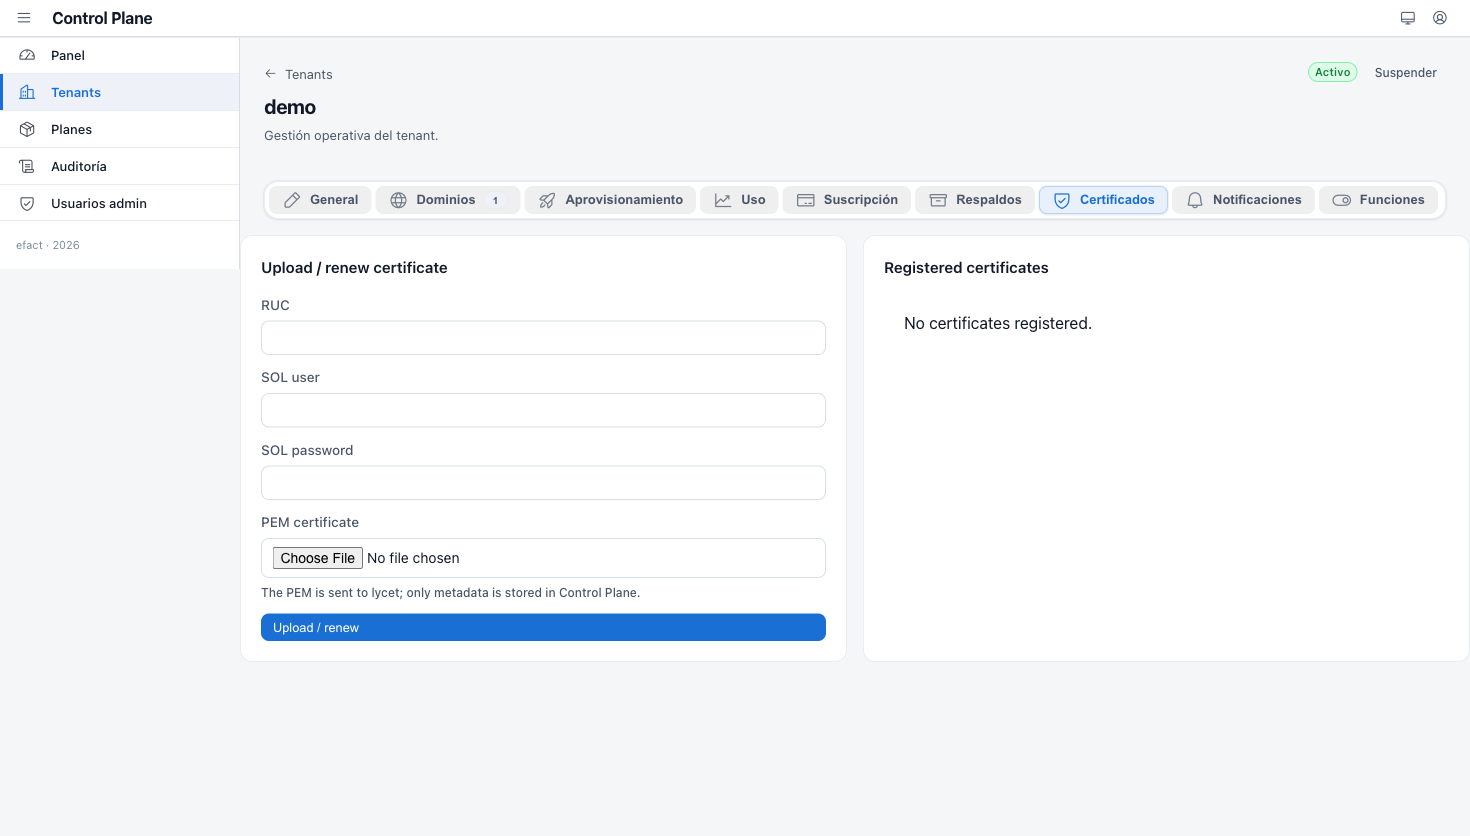 Control Plane
Panel
Tenants
Planes
Auditoría
Usuarios admin
efact · 2026
Tenants
Activo
Suspender
demo
Gestión operativa del tenant.
General
Dominios 1
Aprovisionamiento
Uso
Suscripción
Respaldos
Certificados
Notificaciones
Funciones
Upload / renew certificate
RUC
SOL user
SOL password
PEM certificate
Choose File No file chosen
The PEM is sent to lycet; only metadata is stored in Control Plane.
Upload / renew
Registered certificates
No certificates registered.